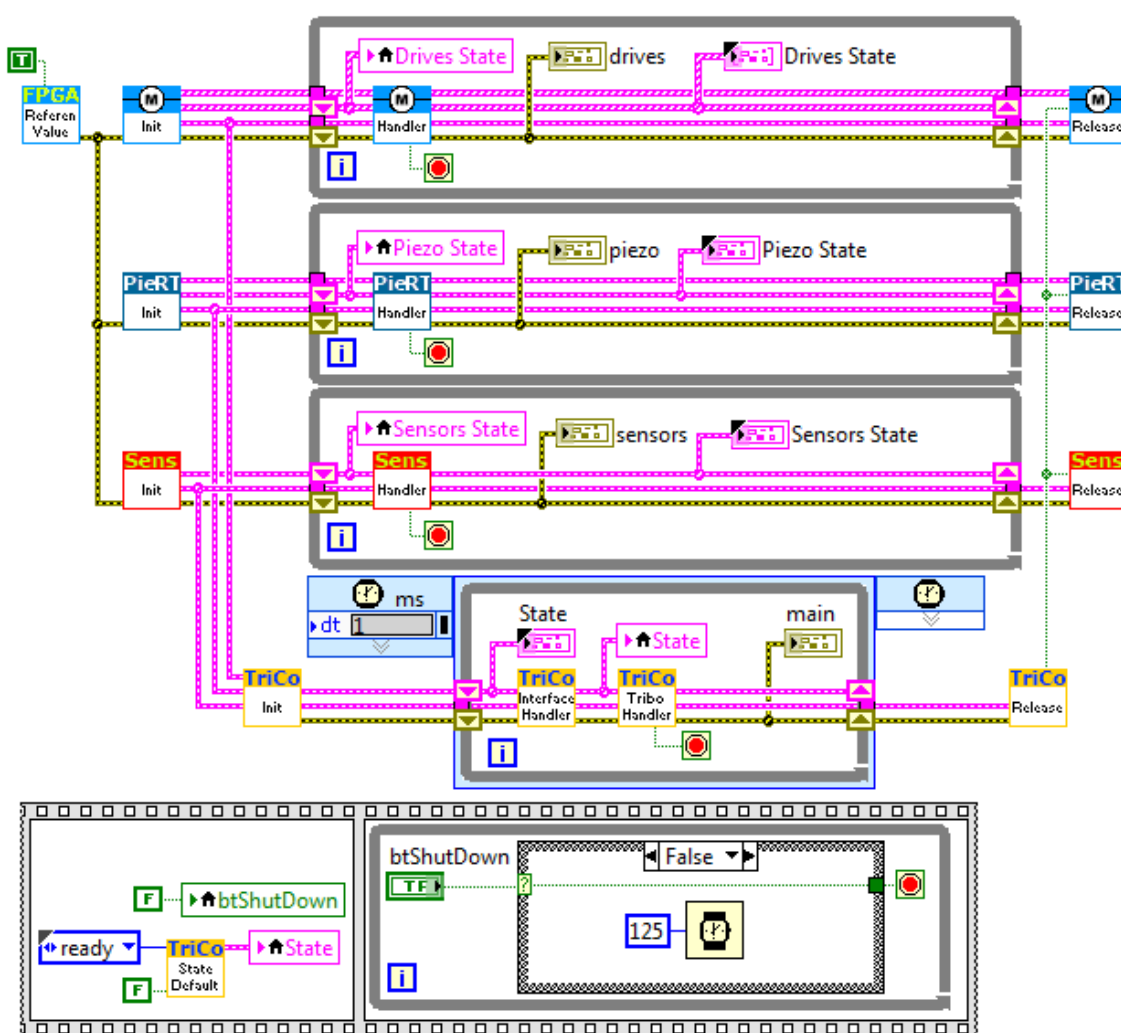 Drives State
drives
Drives State
T
FPGA
Referen
Value
M
Init
M
Handler
M
Release
i
Piezo State
piezo
Piezo State
PieRT
Init
PieRT
Handler
PieRT
Release
i
Sensors State
sensors
Sensors State
Sens
Init
Sens
Handler
Sens
Release
i
ms
dt 1
State
State
main
TriCo
Init
TriCo
Interface
Handler
TriCo
Tribo
Handler
TriCo
Release
i
btShutDown
False
TF
?
F
btShutDown
125
ready
TriCo
State
Default
State
F
i